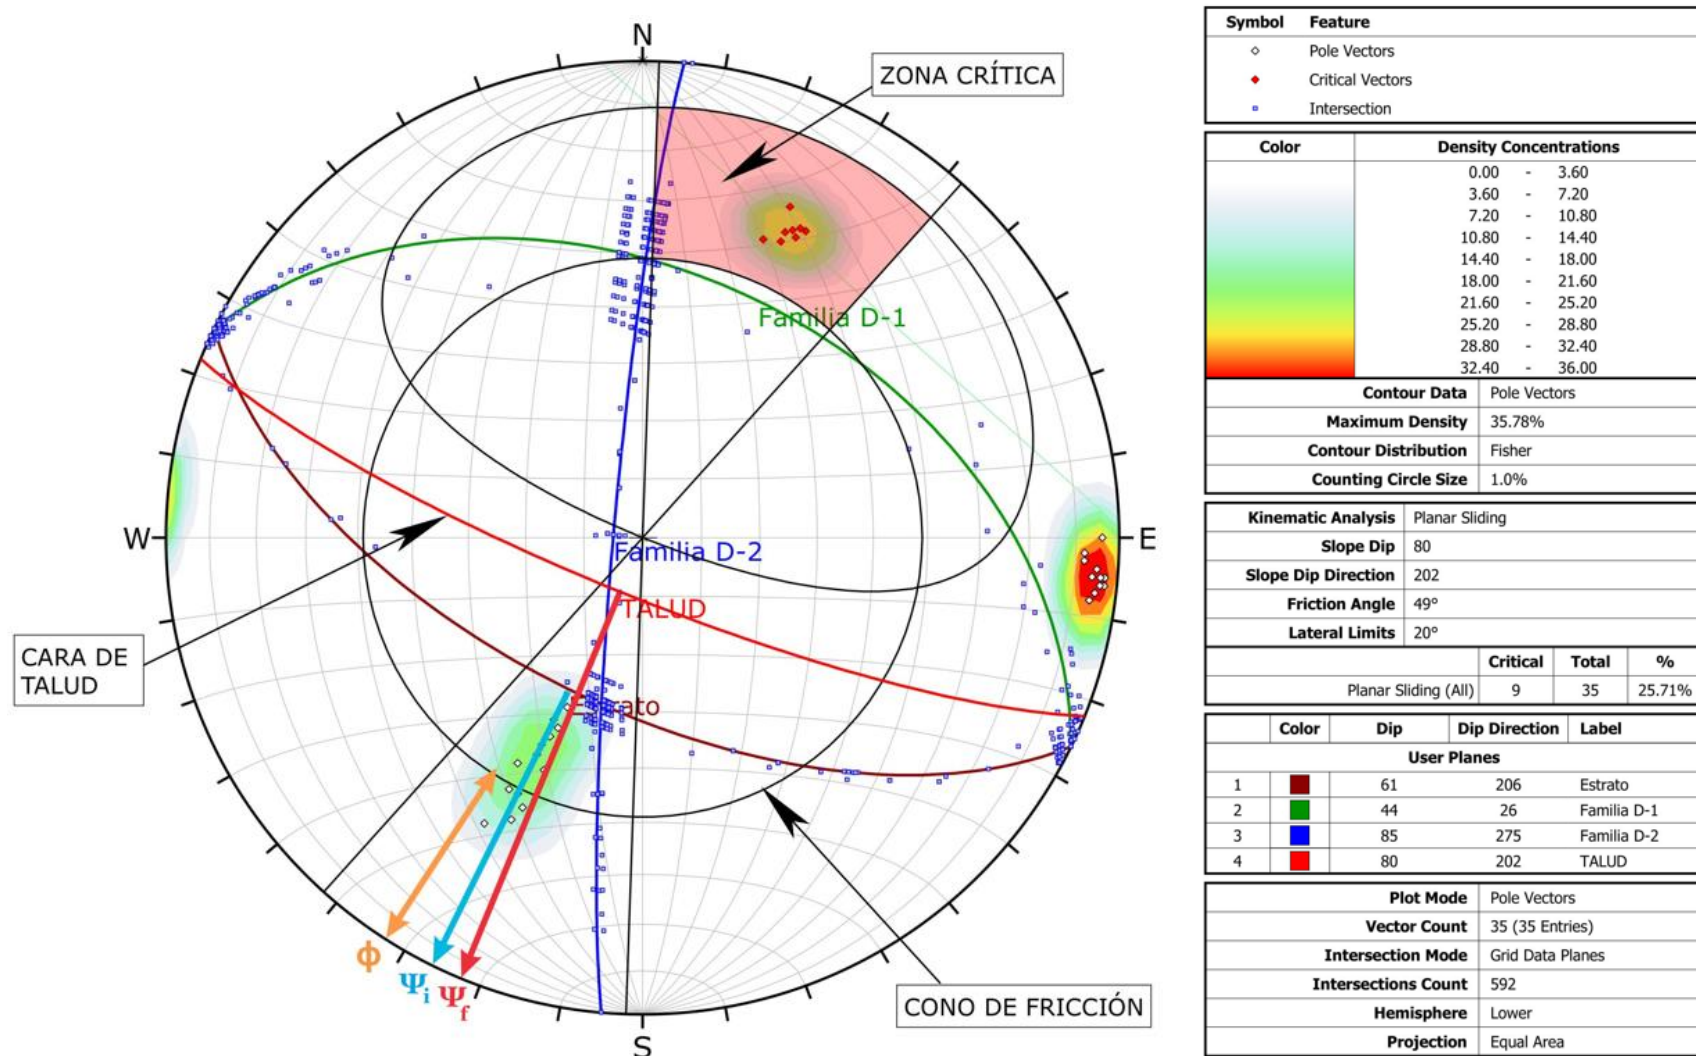 N
ZONA CRÍTICA
Familia D-1
W
E
Familia D-2
TALUD
CARA DE
TALUD
Estrato
ϕ
Ψi
Ψf
CONO DE FRICCIÓN
S
Symbol Feature
Pole Vectors
Critical Vectors
Intersection
Color Density Concentrations
0.00 - 3.60
3.60 - 7.20
7.20 - 10.80
10.80 - 14.40
14.40 - 18.00
18.00 - 21.60
21.60 - 25.20
25.20 - 28.80
28.80 - 32.40
32.40 - 36.00
Contour Data Pole Vectors
Maximum Density 35.78%
Contour Distribution Fisher
Counting Circle Size 1.0%
Kinematic Analysis Planar Sliding
Slope Dip 80
Slope Dip Direction 202
Friction Angle 49°
Lateral Limits 20°
Critical Total %
Planar Sliding (All) 9 35 25.71%
Color Dip Dip Direction Label
User Planes
1 61 206 Estrato
2 44 26 Familia D-1
3 85 275 Familia D-2
4 80 202 TALUD
Plot Mode Pole Vectors
Vector Count 35 (35 Entries)
Intersection Mode Grid Data Planes
Intersections Count 592
Hemisphere Lower
Projection Equal Area